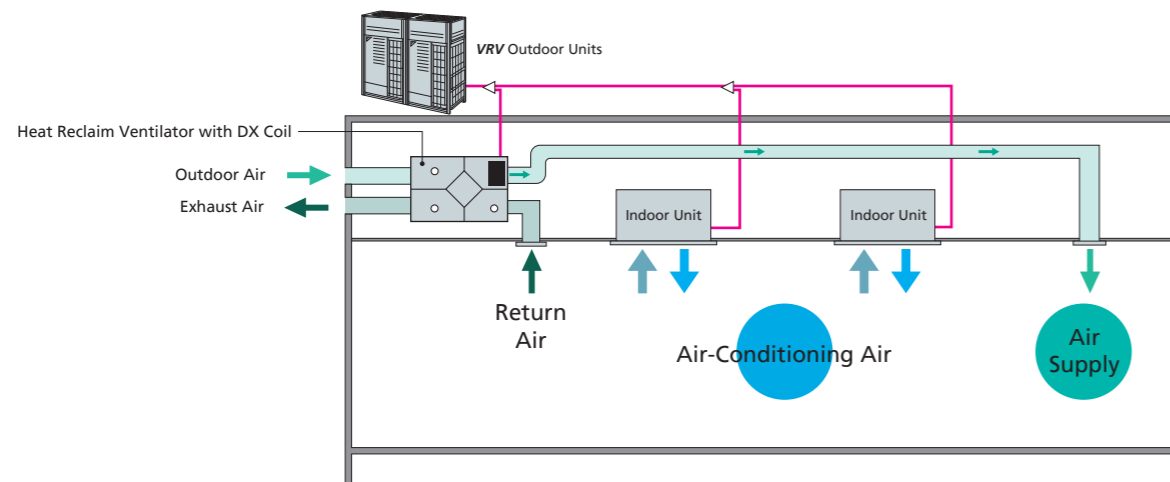 VRV Outdoor Units
Heat Reclaim Ventilator with DX Coil
Outdoor Air
Exhaust Air
Indoor Unit
Indoor Unit
Return
Air
Air-Conditioning Air
Air
Supply